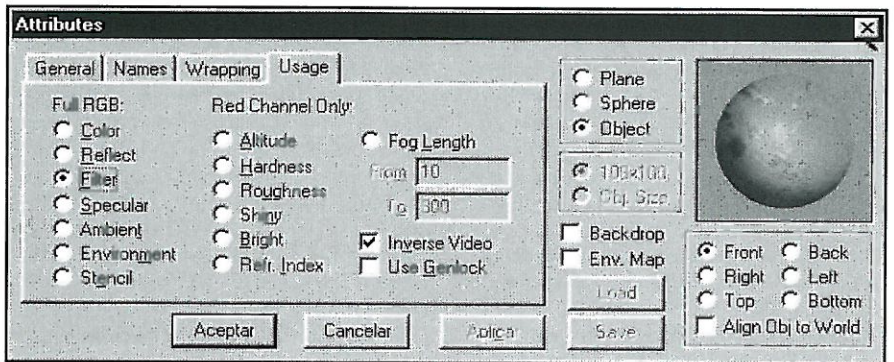 Attributes
General Names Wrapping Usage
Full RGB:
Color
Reflect
Filter
Specular
Ambient
Environment
Stencil
Red Channel Only:
Altitude
Hardness
Roughness
Shiny
Bright
Refr. Index
Fog Length
From 10
To 300
Inverse Video
Use Genlock
Plane
Sphere
Object
100x100
Obj. Size
Backdrop
Env. Map
Load
Save
Front Back
Right Left
Top Bottom
Align Obj to World
Aceptar Cancelar Aplicar